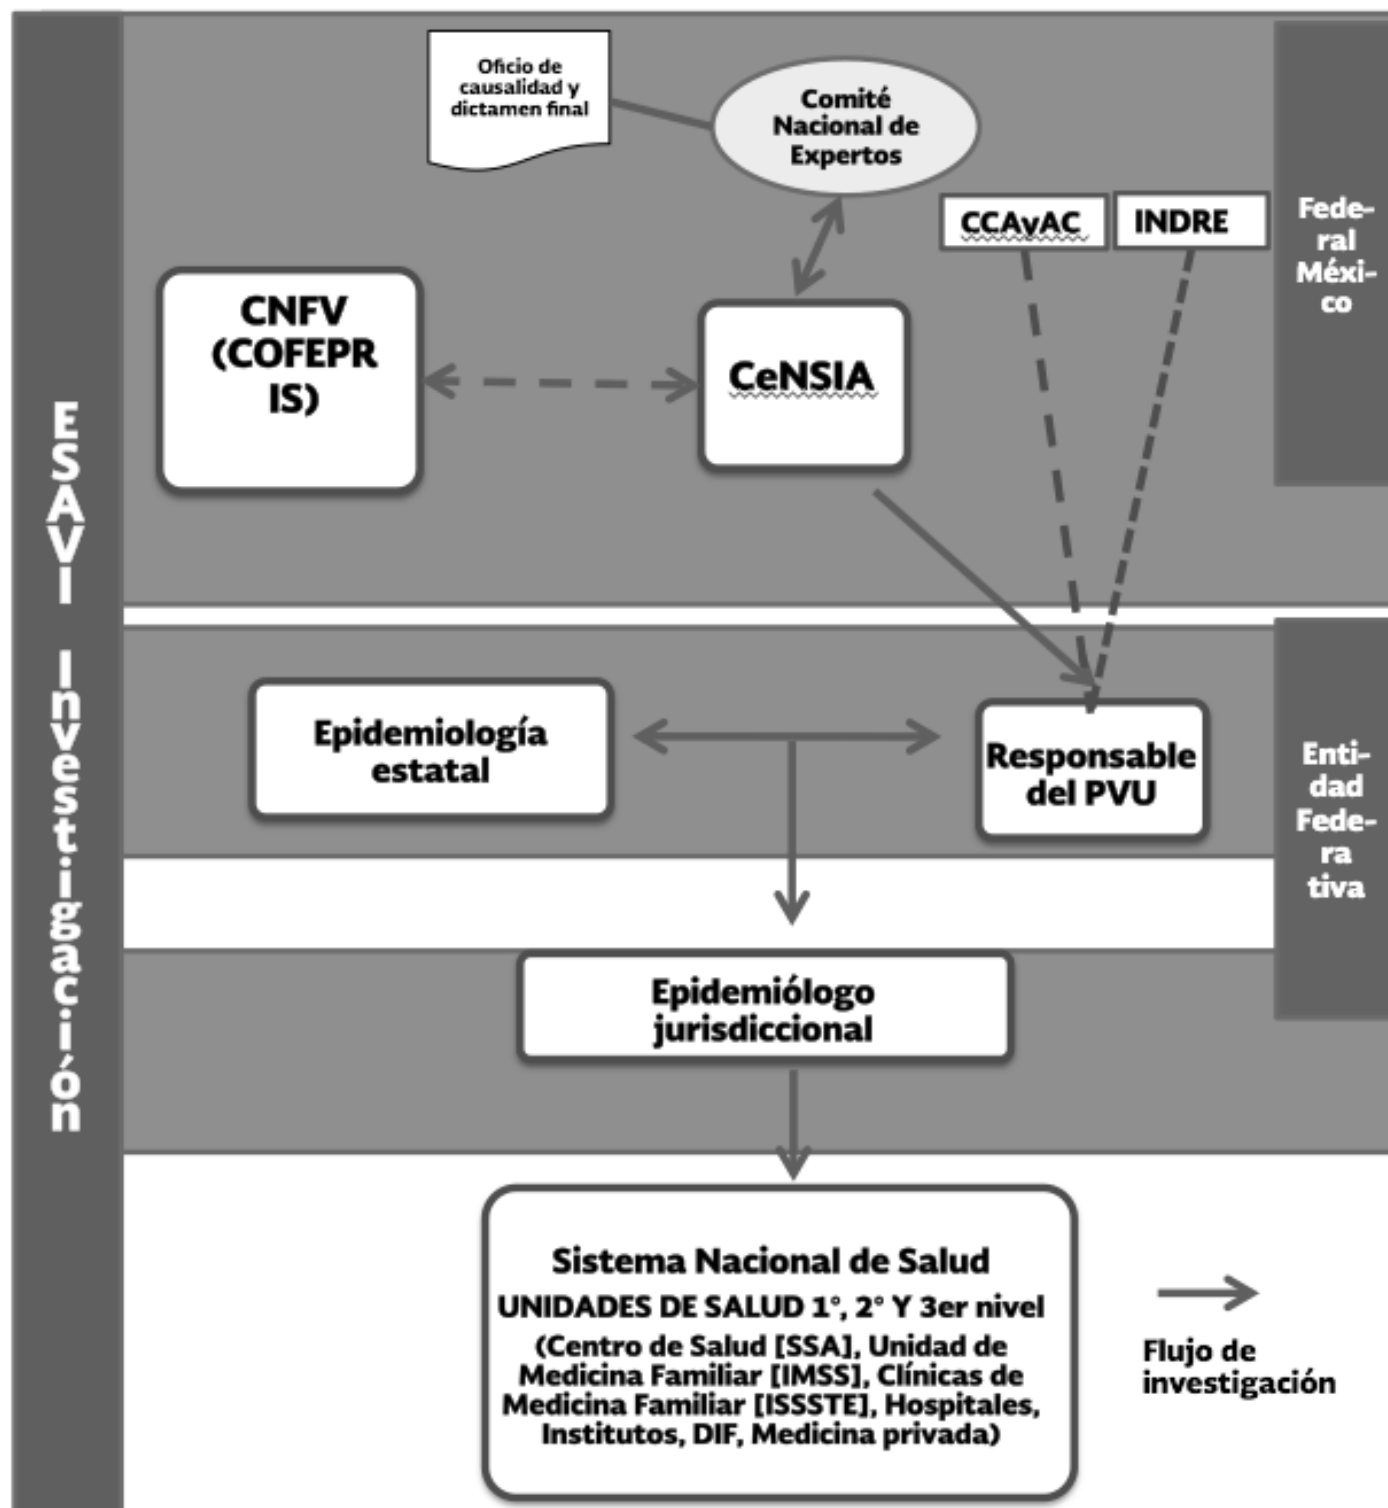 Oficio de
causalidad y
dictamen final
Comité
Nacional de
Expertos
CCAyAC
INDRE
Fede-
ral
Méxi-
co
CNFV
(COFEPR
IS)
CeNSIA
ESAVI Investigación
Epidemiología
estatal
Responsable
del PVU
Enti-
dad
Fede-
ra
tiva
Epidemiólogo
jurisdiccional
Sistema Nacional de Salud
UNIDADES DE SALUD 1°, 2° Y 3er nivel
(Centro de Salud [SSA], Unidad de
Medicina Familiar [IMSS], Clínicas de
Medicina Familiar [ISSSTE], Hospitales,
Institutos, DIF, Medicina privada)
Flujo de
investigación